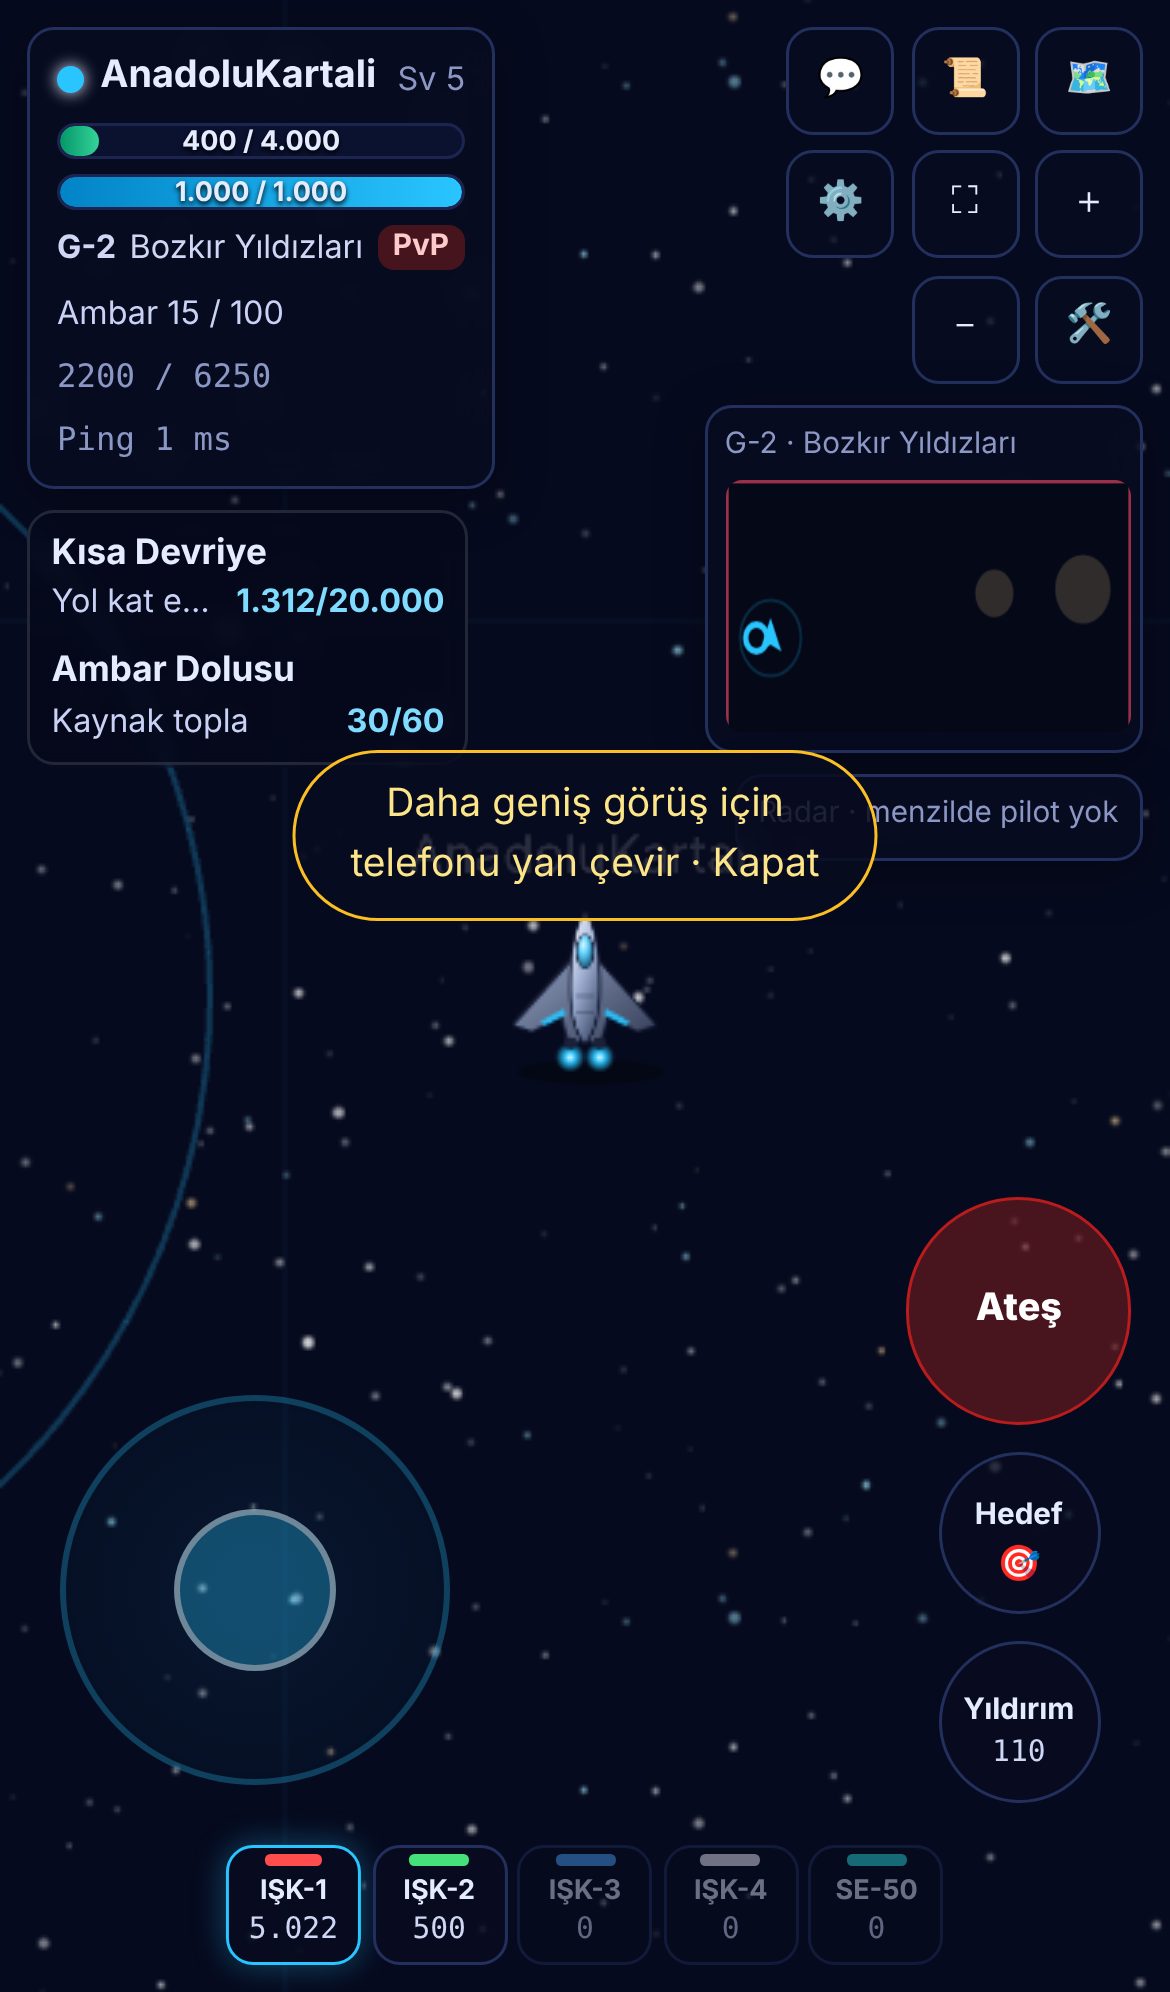 AnadoluKartali Sv 5
400 / 4.000
1.000 / 1.000
G-2 Bozkır Yıldızları PvP
Ambar 15 / 100
2200 / 6250
Ping 1 ms
+
−
G-2 · Bozkır Yıldızları
Kısa Devriye
Yol kat e... 1.312/20.000
Ambar Dolusu
Kaynak topla 30/60
Radar · menzilde pilot yok
Daha geniş görüş için
telefonu yan çevir · Kapat
Ateş
Hedef
Yıldırım
110
IŞK-1
5.022
IŞK-2
500
IŞK-3
0
IŞK-4
0
SE-50
0